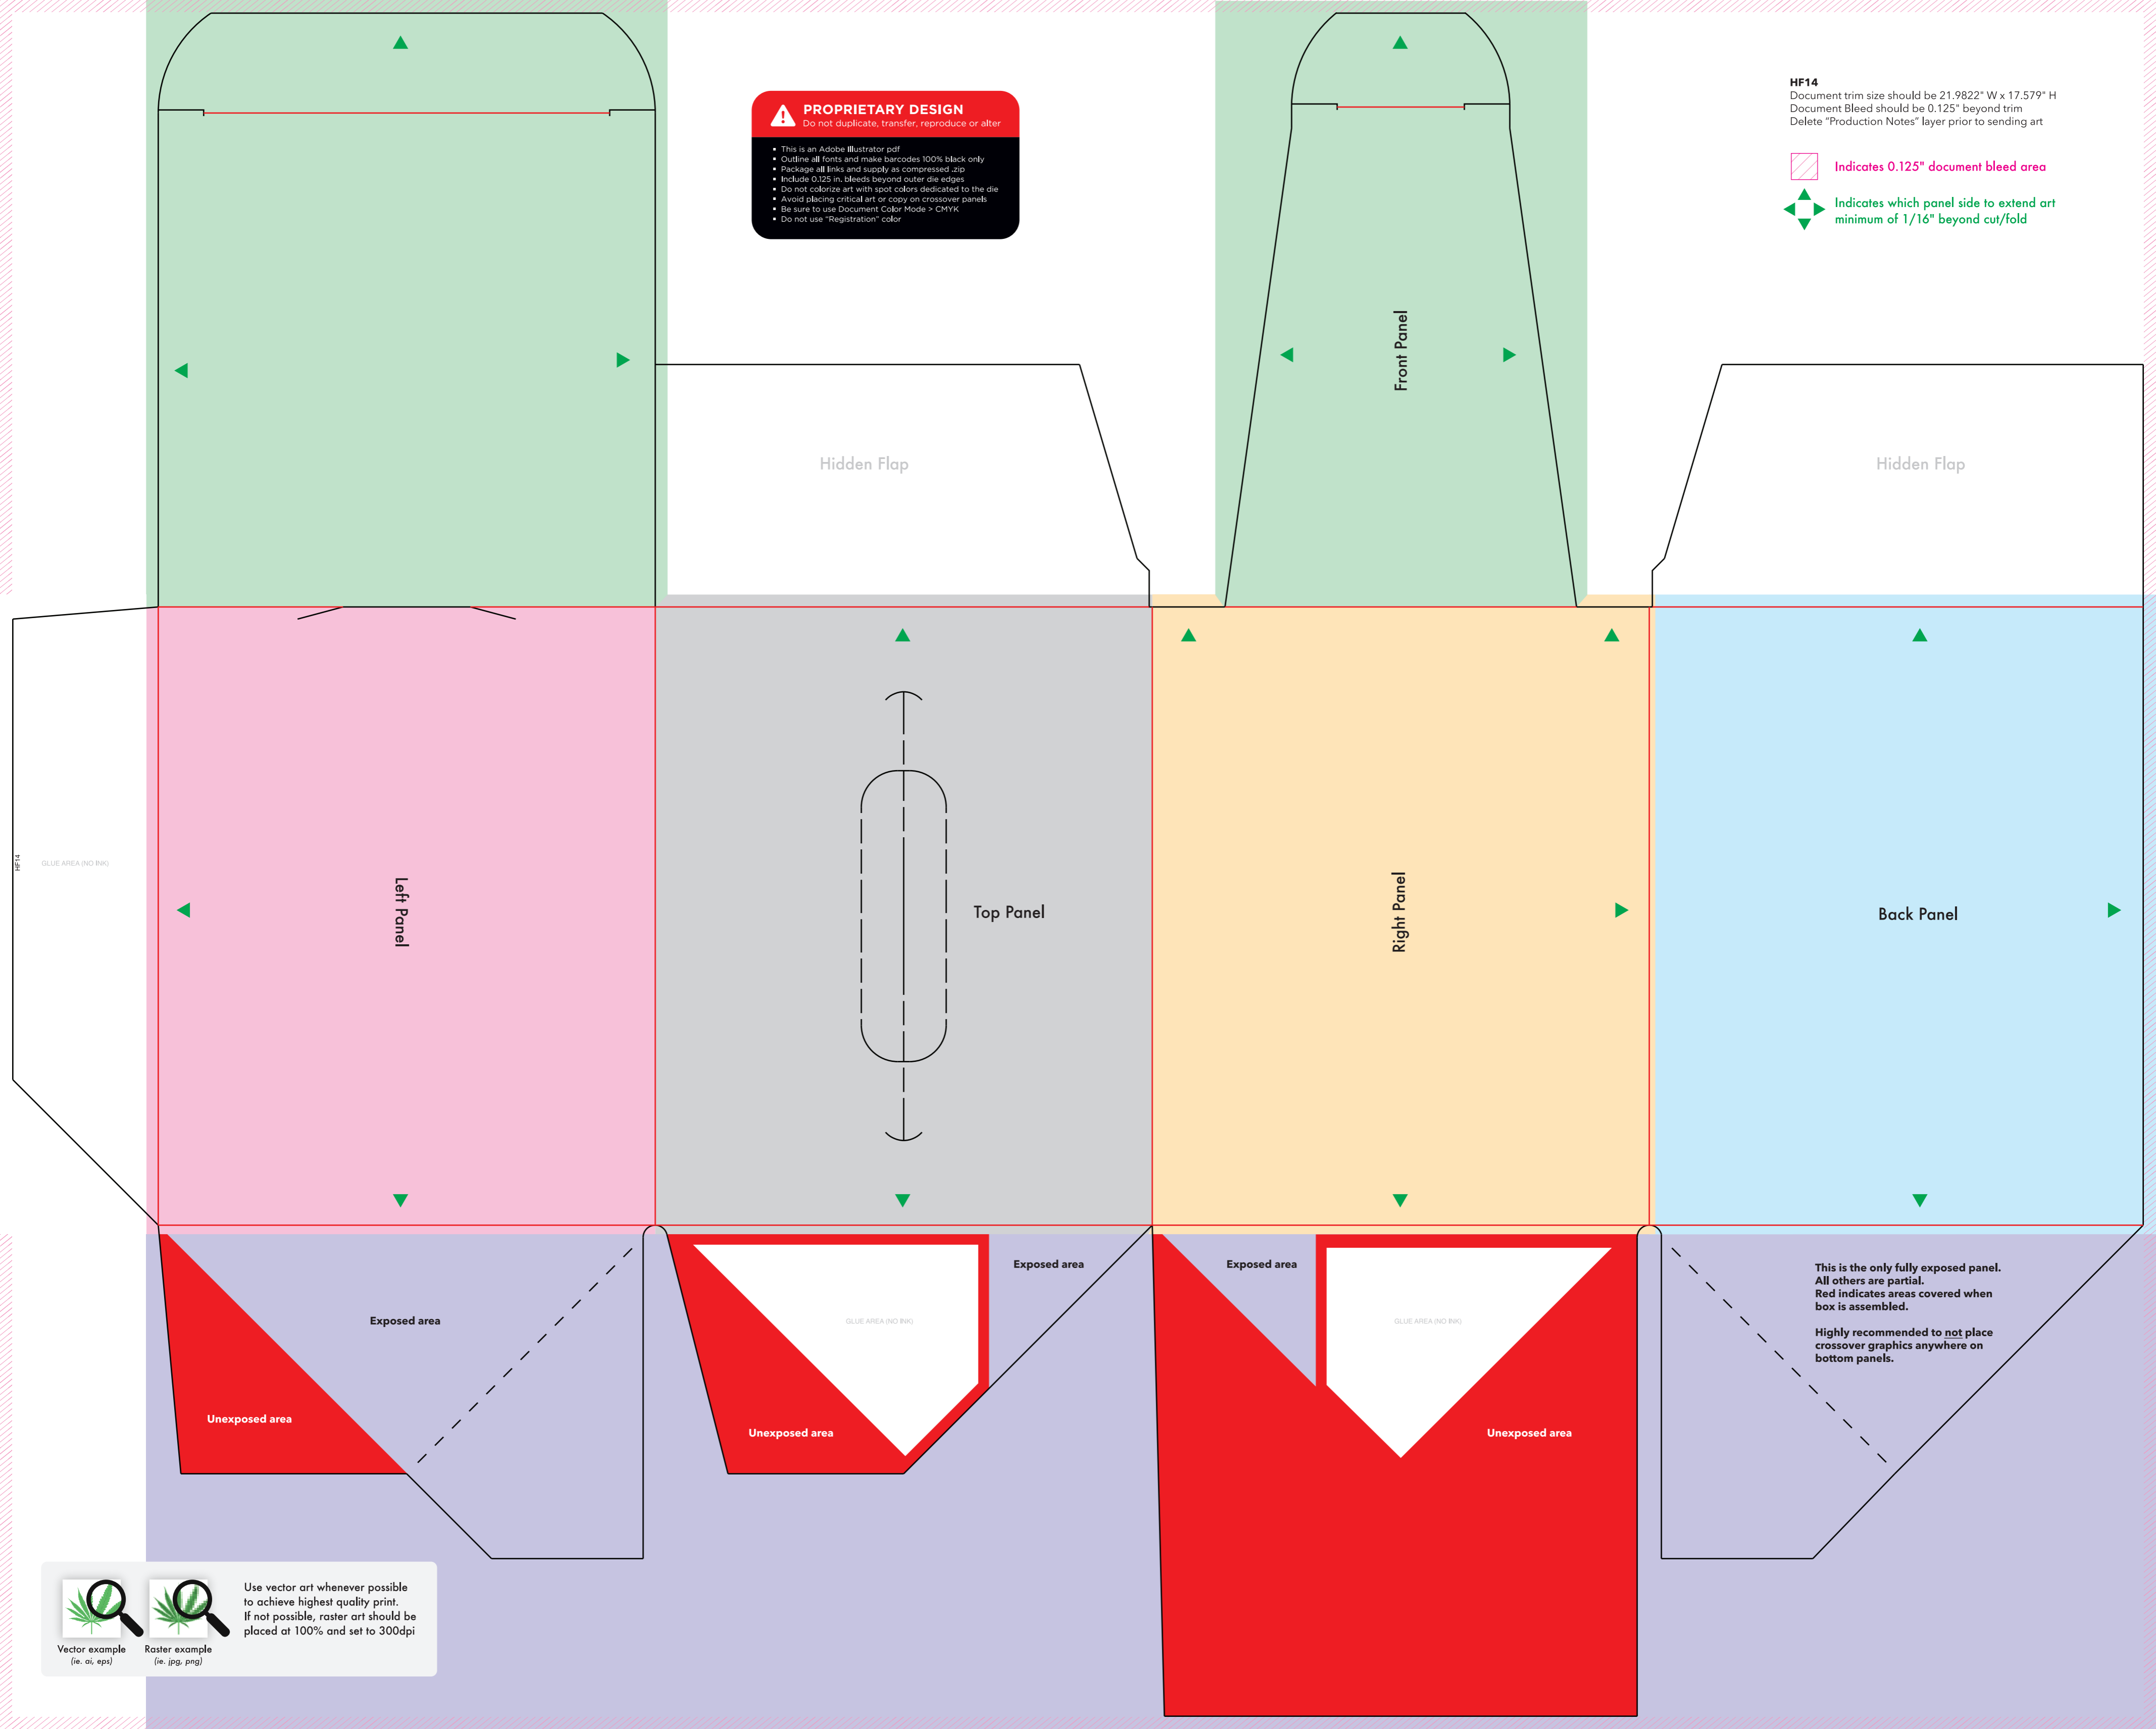 PROPRIETARY DESIGN
Do not duplicate, transfer, reproduce or alter
▪ This is an Adobe Illustrator pdf
▪ Outline all fonts and make barcodes 100% black only
▪ Package all links and supply as compressed .zip
▪ Include 0.125 in. bleeds beyond outer die edges
▪ Do not colorize art with spot colors dedicated to the die
▪ Avoid placing critical art or copy on crossover panels
▪ Be sure to use Document Color Mode > CMYK
▪ Do not use "Registration" color
HF14
Document trim size should be 21.9822" W x 17.579" H
Document Bleed should be 0.125" beyond trim
Delete "Production Notes" layer prior to sending art
Indicates 0.125" document bleed area
Indicates which panel side to extend art
minimum of 1/16" beyond cut/fold
Front Panel
Hidden Flap
Hidden Flap
HF14
GLUE AREA (NO INK)
Left Panel
Top Panel
Right Panel
Back Panel
Exposed area
Unexposed area
Exposed area
GLUE AREA (NO INK)
Unexposed area
Exposed area
GLUE AREA (NO INK)
Unexposed area
This is the only fully exposed panel.
All others are partial.
Red indicates areas covered when
box is assembled.
Highly recommended to not place
crossover graphics anywhere on
bottom panels.
Vector example
(ie. ai, eps)
Raster example
(ie. jpg, png)
Use vector art whenever possible
to achieve highest quality print.
If not possible, raster art should be
placed at 100% and set to 300dpi